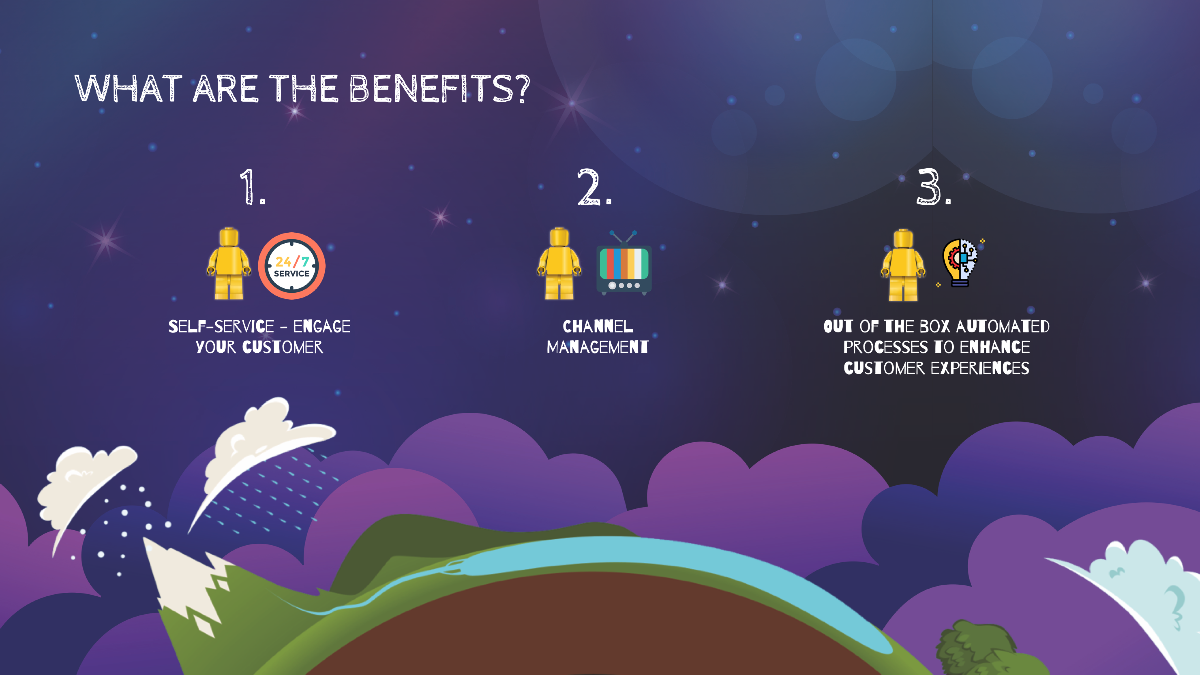 WHAT ARE THE BENEFITS?
1.
24/7
SERVICE
SELF-SERVICE - ENGAGE
YOUR CUSTOMER
2.
CHANNEL
MANAGEMENT
3.
OUT OF THE BOX AUTOMATED
PROCESSES TO ENHANCE
CUSTOMER EXPERIENCES